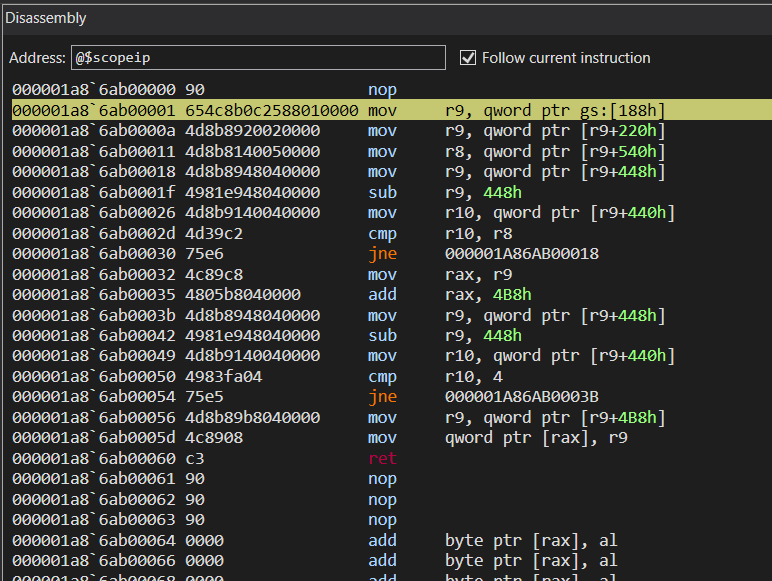 Disassembly
Address: @$scopeip Follow current instruction
000001a8`6ab00000 90 nop
000001a8`6ab00001 654c8b0c2588010000 mov r9, qword ptr gs:[188h]
000001a8`6ab0000a 4d8b8920020000 mov r9, qword ptr [r9+220h]
000001a8`6ab00011 4d8b8140050000 mov r8, qword ptr [r9+540h]
000001a8`6ab00018 4d8b8948040000 mov r9, qword ptr [r9+448h]
000001a8`6ab0001f 4981e948040000 sub r9, 448h
000001a8`6ab00026 4d8b9140040000 mov r10, qword ptr [r9+440h]
000001a8`6ab0002d 4d39c2 cmp r10, r8
000001a8`6ab00030 75e6 jne 000001A86AB00018
000001a8`6ab00032 4c89c8 mov rax, r9
000001a8`6ab00035 4805b8040000 add rax, 4B8h
000001a8`6ab0003b 4d8b8948040000 mov r9, qword ptr [r9+448h]
000001a8`6ab00042 4981e948040000 sub r9, 448h
000001a8`6ab00049 4d8b9140040000 mov r10, qword ptr [r9+440h]
000001a8`6ab00050 4983fa04 cmp r10, 4
000001a8`6ab00054 75e5 jne 000001A86AB0003B
000001a8`6ab00056 4d8b89b8040000 mov r9, qword ptr [r9+4B8h]
000001a8`6ab0005d 4c8908 mov qword ptr [rax], r9
000001a8`6ab00060 c3 ret
000001a8`6ab00061 90 nop
000001a8`6ab00062 90 nop
000001a8`6ab00063 90 nop
000001a8`6ab00064 0000 add byte ptr [rax], al
000001a8`6ab00066 0000 add byte ptr [rax], al
000001a8`6ab00068 0000 add byte ptr [rax], al